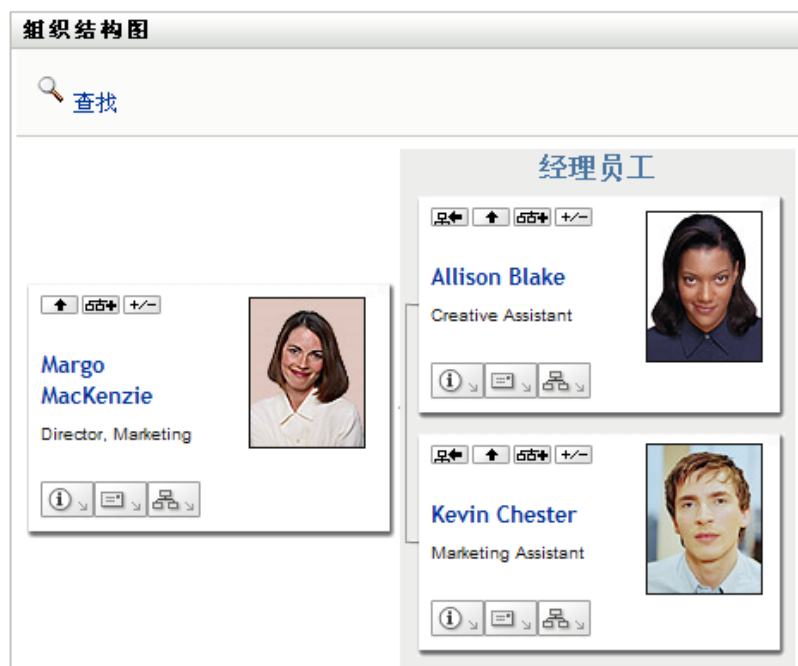 组织结构图
查找
经理员工
Margo
MacKenzie
Director, Marketing
Allison Blake
Creative Assistant
Kevin Chester
Marketing Assistant